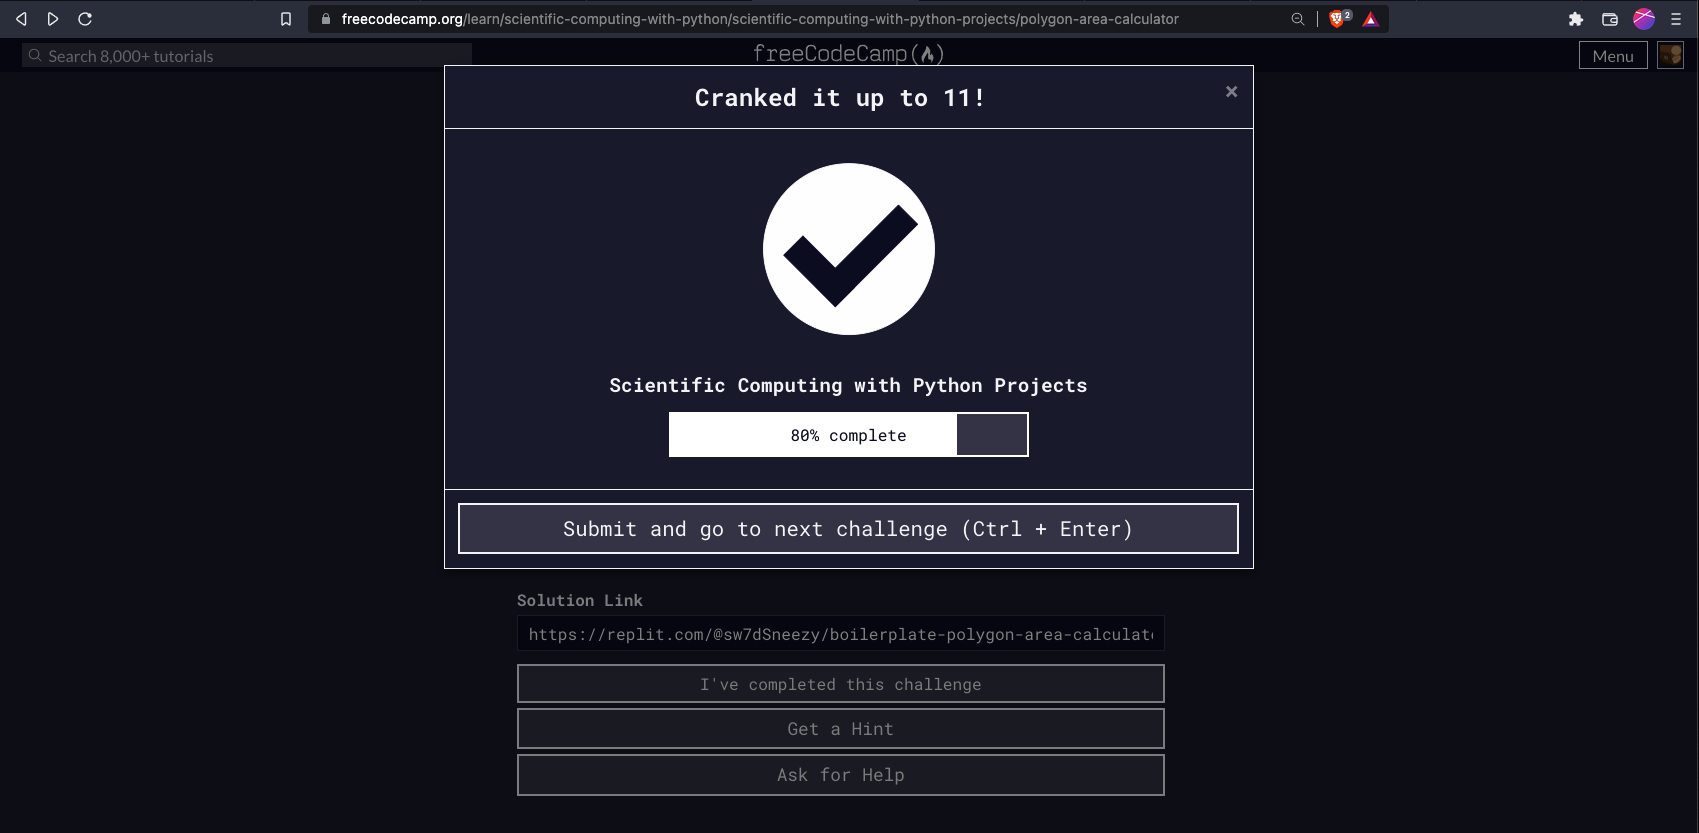 freecodecamp.org/learn/scientific-computing-with-python/scientific-computing-with-python-projects/polygon-area-calculator
2
Search 8,000+ tutorials
freeCodeCamp
Menu
Cranked it up to 11!
×
Scientific Computing with Python Projects
80% complete
Submit and go to next challenge (Ctrl + Enter)
Solution Link
https://replit.com/@sw7dSneezy/boilerplate-polygon-area-calculat
I've completed this challenge
Get a Hint
Ask for Help